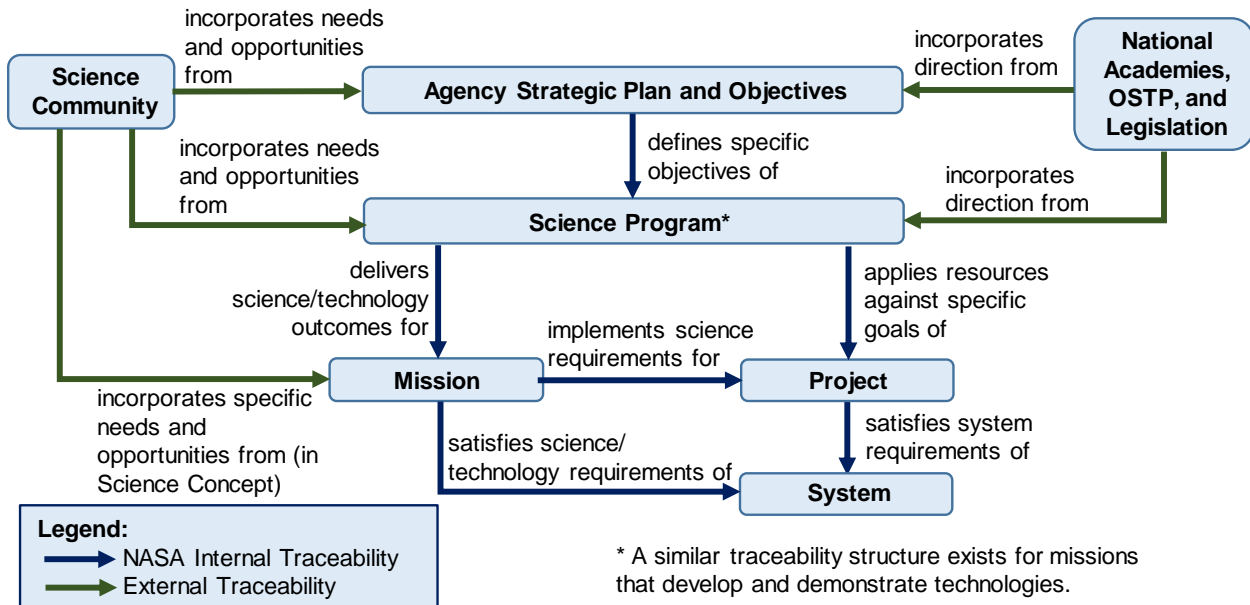 incorporates needs
and opportunities
from
Science
Community
Agency Strategic Plan and Objectives
incorporates
direction from
National
Academies,
OSTP, and
Legislation
incorporates needs
and opportunities
from
defines specific
objectives of
incorporates
direction from
Science Program*
delivers
science/technology
outcomes for
applies resources
against specific
goals of
implements science
requirements for
Mission
Project
incorporates specific
needs and
opportunities from (in
Science Concept)
satisfies science/
technology requirements of
satisfies system
requirements of
System
Legend:
NASA Internal Traceability
External Traceability
* A similar traceability structure exists for missions
that develop and demonstrate technologies.